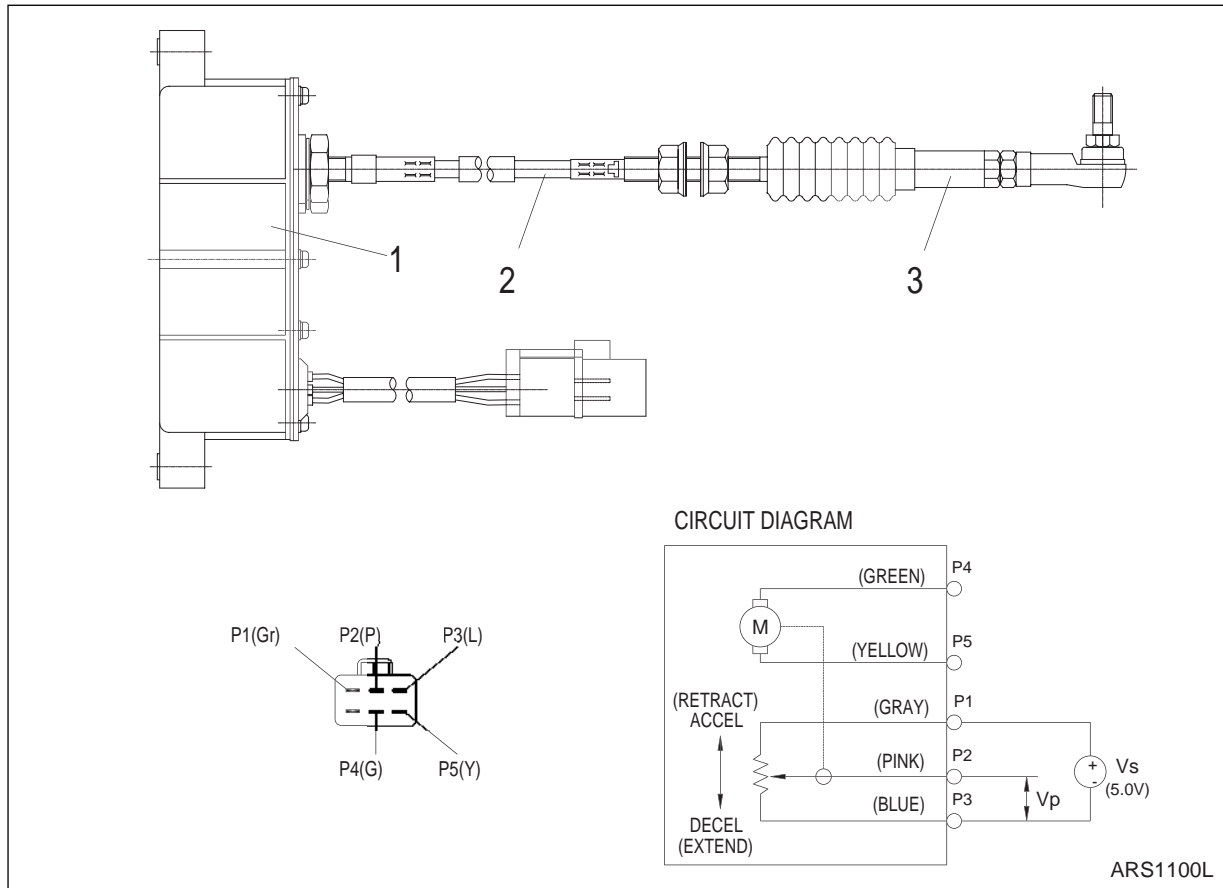 1
2
3
CIRCUIT DIAGRAM
P1(Gr)
P2(P)
P3(L)
P4(G)
P5(Y)
(GREEN)
P4
M
(YELLOW)
P5
(RETRACT)
ACCEL
(GRAY)
P1
(PINK)
P2
+
-
Vs
(5.0V)
Vp
(BLUE)
P3
DECEL
(EXTEND)
ARS1100L